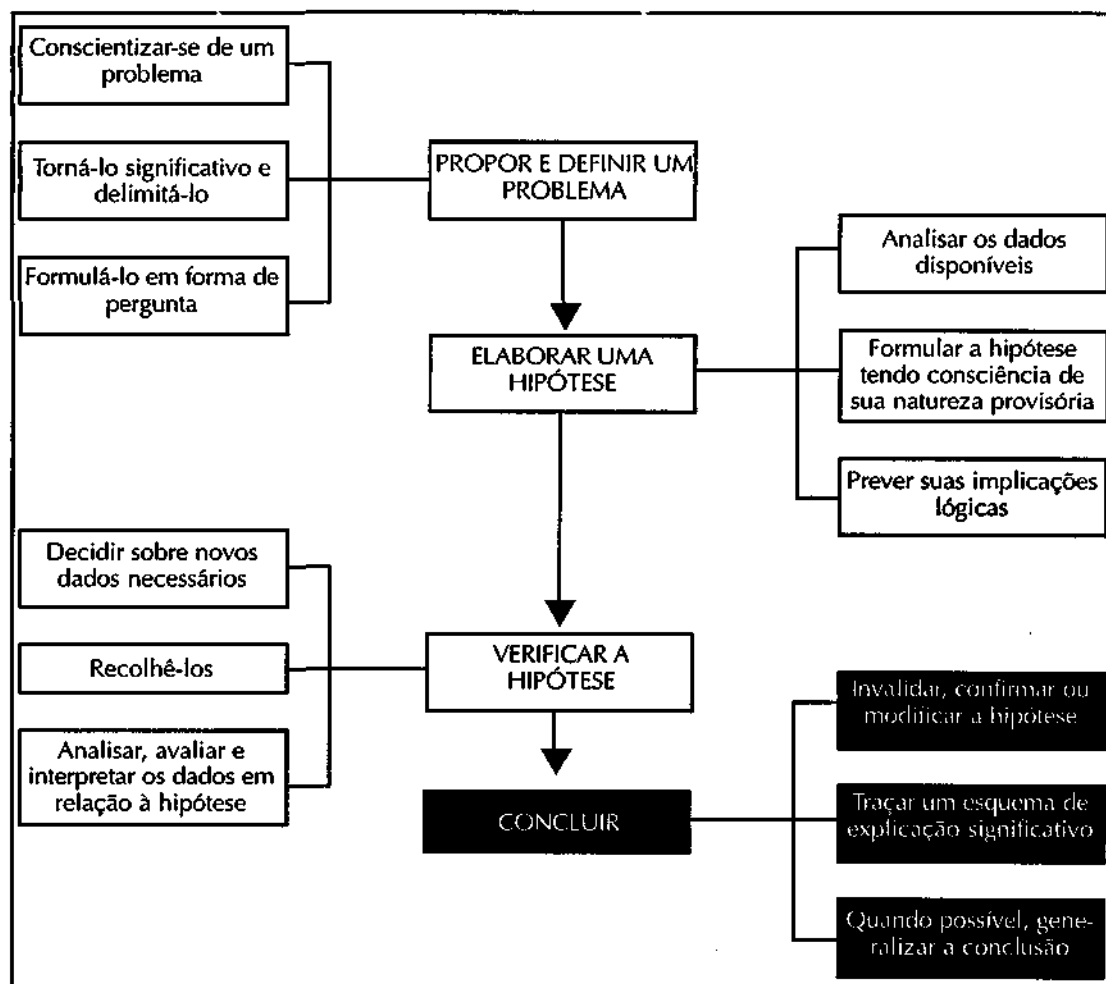 Conscientizar-se de um
problema
Torná-lo significativo e
delimitá-lo
Formulá-lo em forma de
pergunta
PROPOR E DEFINIR UM
PROBLEMA
ELABORAR UMA
HIPÓTESE
Analisar os dados
disponíveis
Formular a hipótese
tendo consciência de
sua natureza provisória
Prever suas implicações
lógicas
Decidir sobre novos
dados necessários
Recolhê-los
Analisar, avaliar e
interpretar os dados em
relação à hipótese
VERIFICAR A
HIPÓTESE
CONCLUIR
Invalidar, confirmar ou
modificar a hipótese
Traçar um esquema de
explicação significativo
Quando possível, gene-
ralizar a conclusão